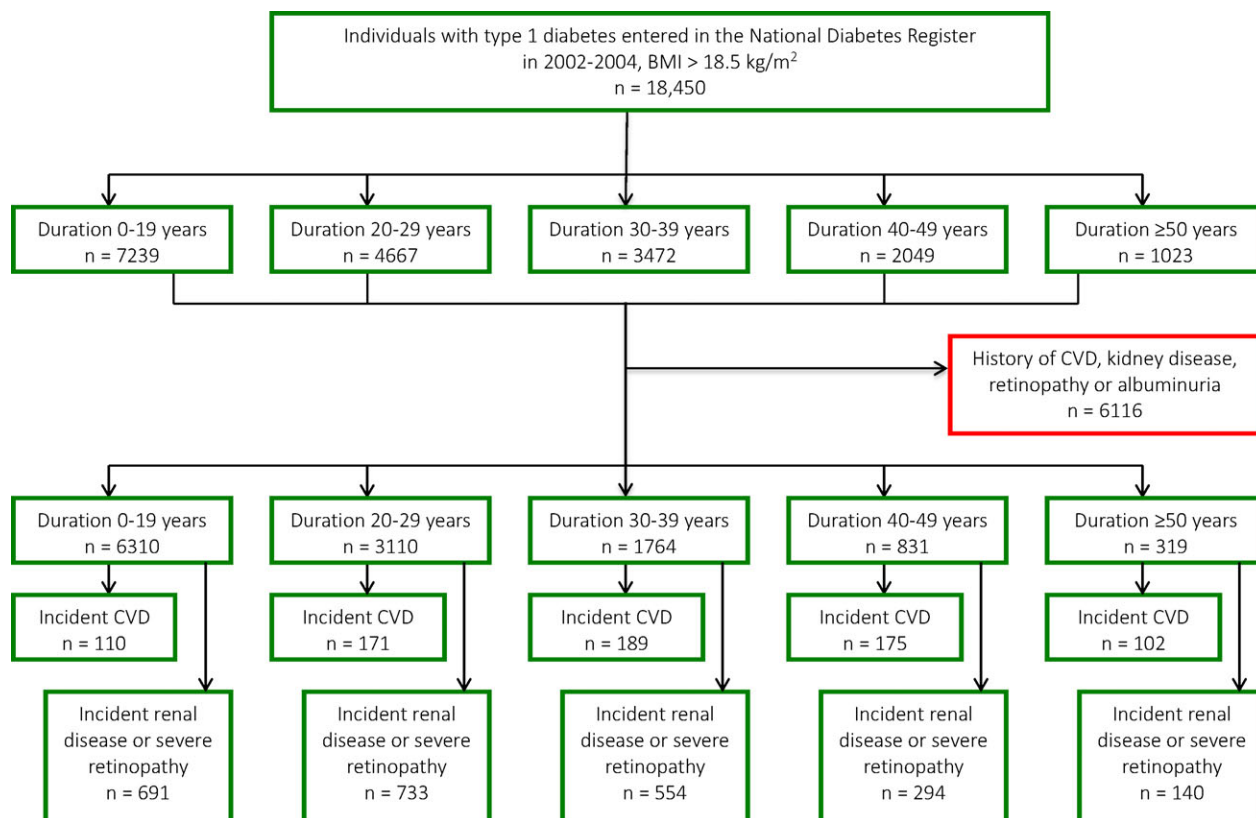 Individuals with type 1 diabetes entered in the National Diabetes Register
in 2002-2004, BMI > 18.5 kg/m²
n = 18,450
Duration 0-19 years
n = 7239
Duration 20-29 years
n = 4667
Duration 30-39 years
n = 3472
Duration 40-49 years
n = 2049
Duration ≥50 years
n = 1023
History of CVD, kidney disease,
retinopathy or albuminuria
n = 6116
Duration 0-19 years
n = 6310
Duration 20-29 years
n = 3110
Duration 30-39 years
n = 1764
Duration 40-49 years
n = 831
Duration ≥50 years
n = 319
Incident CVD
n = 110
Incident CVD
n = 171
Incident CVD
n = 189
Incident CVD
n = 175
Incident CVD
n = 102
Incident renal
disease or severe
retinopathy
n = 691
Incident renal
disease or severe
retinopathy
n = 733
Incident renal
disease or severe
retinopathy
n = 554
Incident renal
disease or severe
retinopathy
n = 294
Incident renal
disease or severe
retinopathy
n = 140